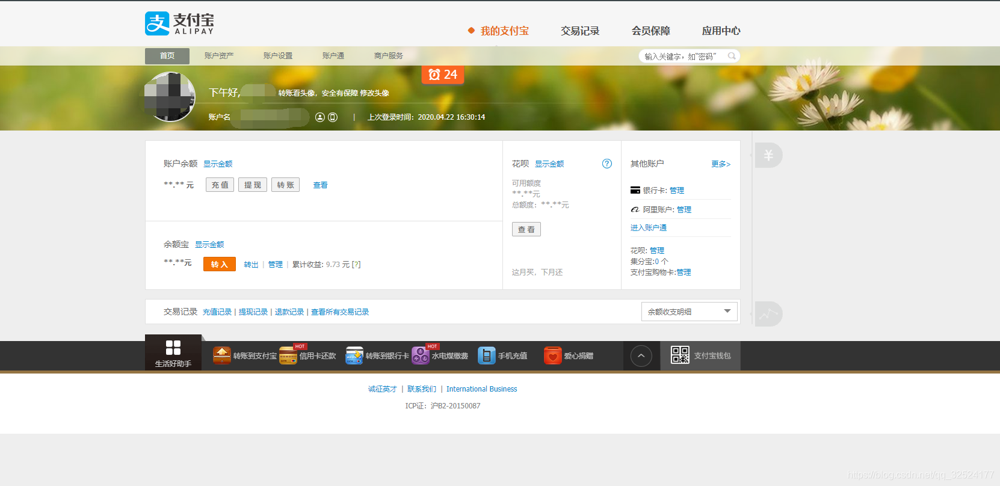 支付宝
ALIPAY
我的支付宝 交易记录 会员保障 应用中心
首页 账户资产 账户设置 账户通 商户服务 输入关键字，如“密码”
24
下午好, 转账看头像，安全有保障 修改头像
账户名 | 上次登录时间：2020.04.22 16:30:14
账户余额 显示金额
**.** 元 充 值 提 现 转 账 查看
余额宝 显示金额
**.**元 转 入 转出 | 管理 | 累计收益: 9.73 元 [?]
花呗 显示金额 ?
可用额度
**.**元
总额度：**.**元
查 看
这月买，下月还
其他账户 更多>
银行卡: 管理
阿里账户: 管理
进入账户通
花呗: 管理
集分宝:0 个
支付宝购物卡:管理
¥
交易记录 充值记录 | 提现记录 | 退款记录 | 查看所有交易记录 余额收支明细
生活好助手
转账到支付宝 HOT 信用卡还款 转账到银行卡 HOT 水电煤缴费 手机充值 爱心捐赠 支付宝钱包
诚征英才 | 联系我们 | International Business
ICP证：沪B2-20150087
https://blog.csdn.net/qq_32524177